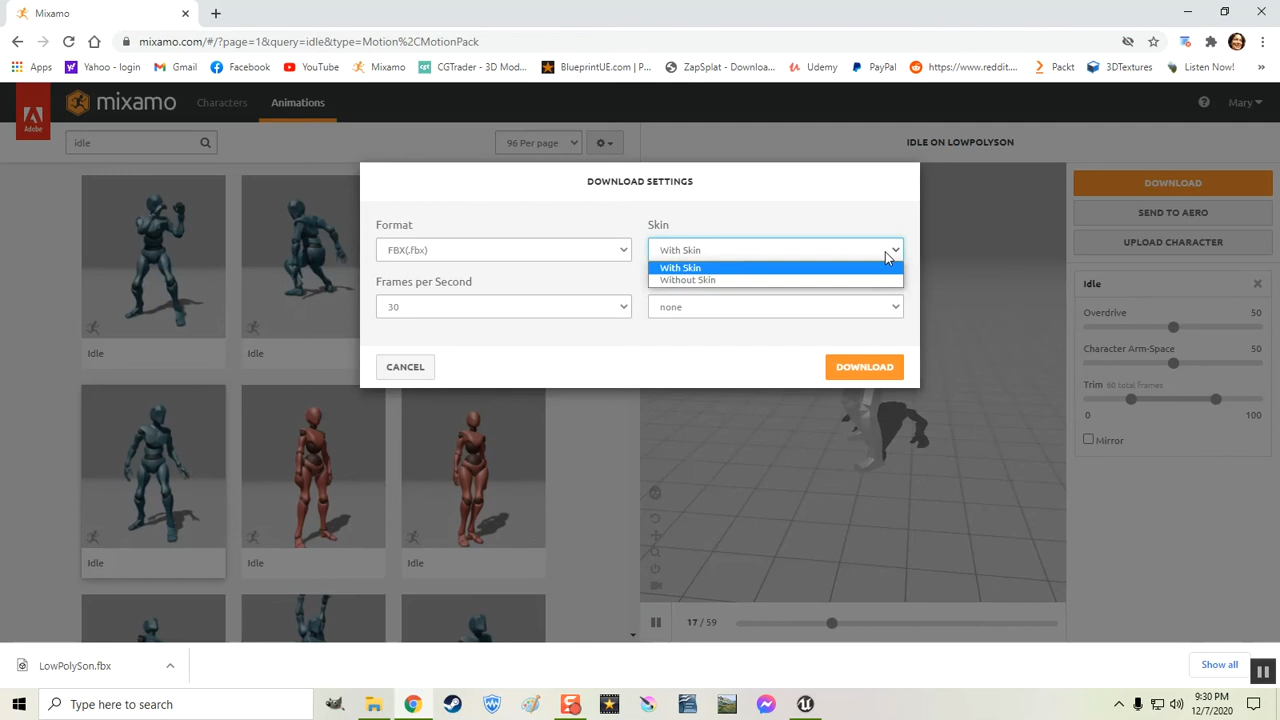 Mixamo
mixamo.com/#/?page=1&query=idle&type=Motion%2CMotionPack
Apps Yahoo - login Gmail Facebook YouTube Mixamo CGTrader - 3D Mod... BlueprintUE.com | P... ZapSplat - Downloa... Udemy PayPal https://www.reddit.... Packt 3DTextures Listen Now! »
Adobe
mixamo Characters Animations Mary
idle 96 Per page IDLE ON LOWPOLYSON
DOWNLOAD SETTINGS
DOWNLOAD
SEND TO AERO
UPLOAD CHARACTER
Format Skin
FBX(.fbx) With Skin
With Skin
Without Skin
Frames per Second
30 none
CANCEL DOWNLOAD
Idle
Overdrive 50
Character Arm-Space 50
Trim 60 total frames
0 100
Mirror
Idle Idle
Idle Idle Idle
17 / 59
LowPolySon.fbx Show all
Type here to search
9:30 PM
12/7/2020